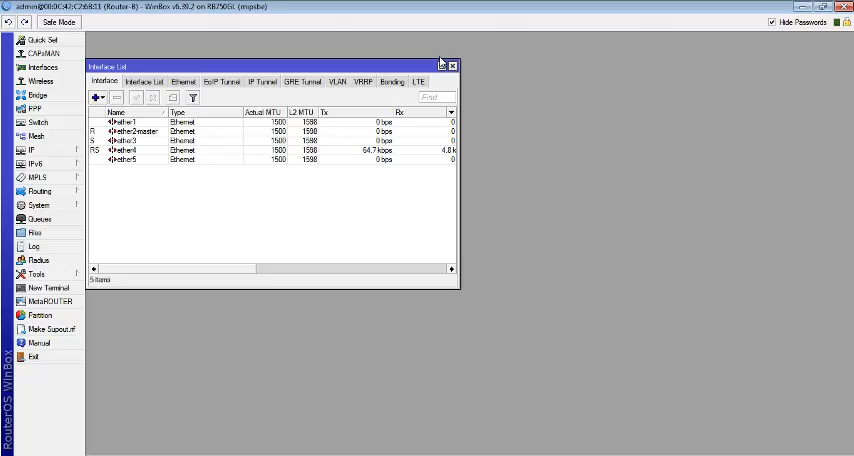 admin@00:0C:42:C2:6B:11 (Router-B) - WinBox v6.39.2 on RB750GL (mipsbe)
Safe Mode
Hide Passwords
Quick Set
CAPsMAN
Interfaces
Wireless
Bridge
PPP
Switch
Mesh
IP
IPv6
MPLS
Routing
System
Queues
Files
Log
Radius
Tools
New Terminal
MetaROUTER
Partition
Make Supout.rif
Manual
Exit
RouterOS WinBox
Interface List
Interface Interface List Ethernet EoIP Tunnel IP Tunnel GRE Tunnel VLAN VRRP Bonding LTE
Find
Name Type Actual MTU L2 MTU Tx Rx
ether1 Ethernet 1500 1598 0 bps 0
R ether2-master Ethernet 1500 1598 0 bps 0
S ether3 Ethernet 1500 1598 0 bps 0
RS ether4 Ethernet 1500 1598 64.7 kbps 4.8 k
ether5 Ethernet 1500 1598 0 bps 0
5 items